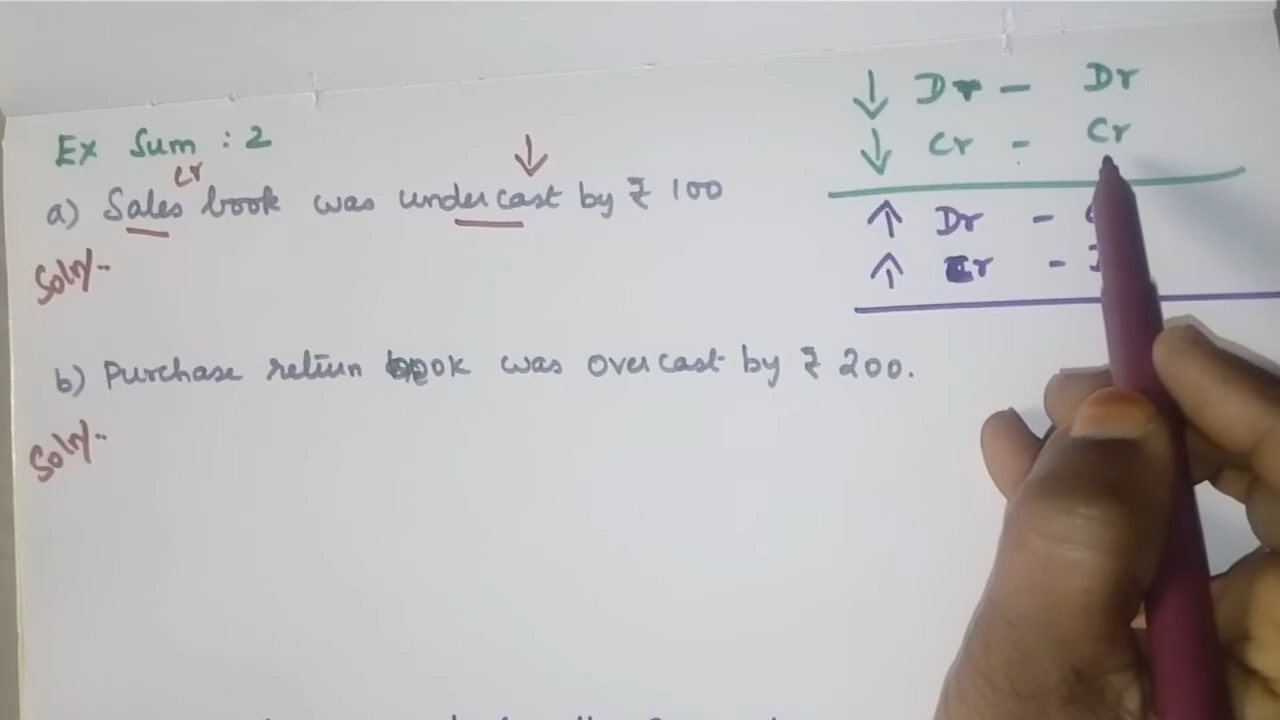 Ex Sum : 2
↓ Dr - Dr
↓ Cr - Cr
Cr ↓
a) Sales book was undercast by ₹ 100
↑ Dr -
↑ Cr -
Soln/:-
b) Purchase return book was overcast by ₹ 200.
Soln/:-